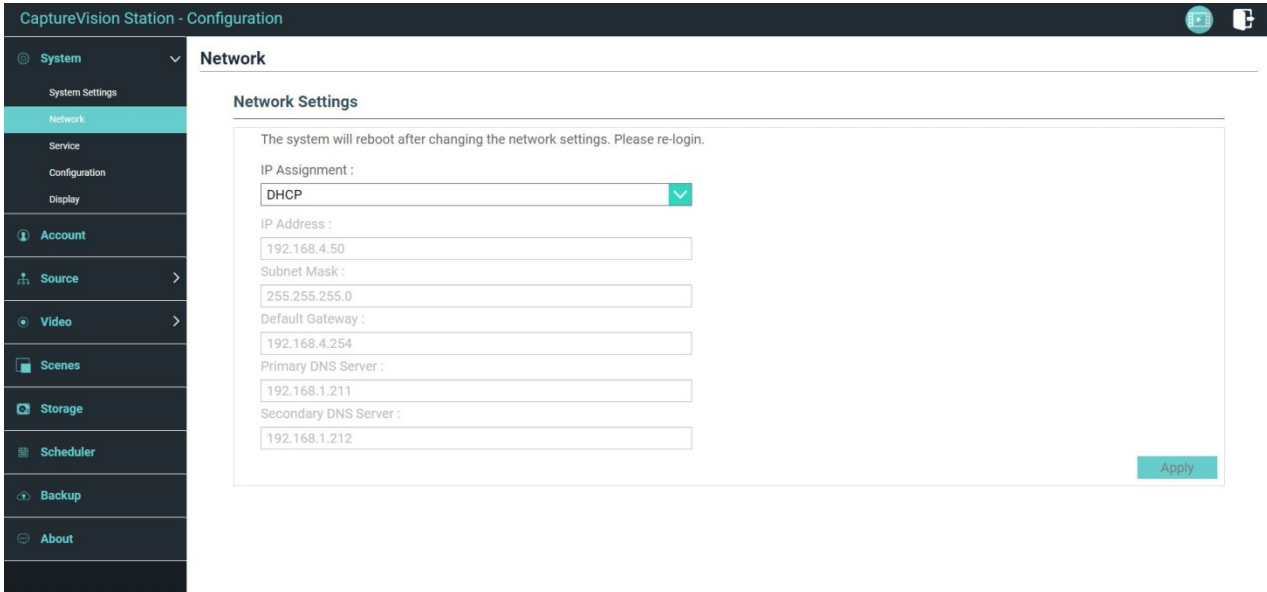 CaptureVision Station - Configuration
System
System Settings
Network
Service
Configuration
Display
Account
Source
Video
Scenes
Storage
Scheduler
Backup
About
Network
Network Settings
The system will reboot after changing the network settings. Please re-login.
IP Assignment :
DHCP
IP Address :
192.168.4.50
Subnet Mask :
255.255.255.0
Default Gateway :
192.168.4.254
Primary DNS Server :
192.168.1.211
Secondary DNS Server :
192.168.1.212
Apply